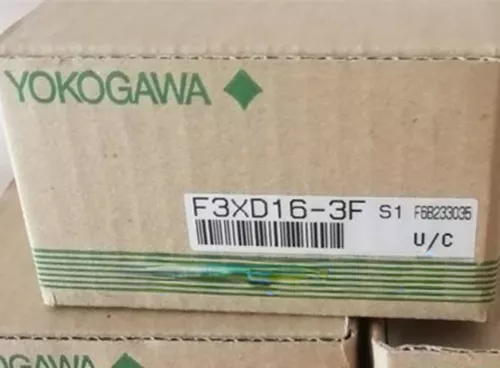 YOKOGAWA
F3XD16-3F S1 F6B233035
U/C
YOKOGAWA